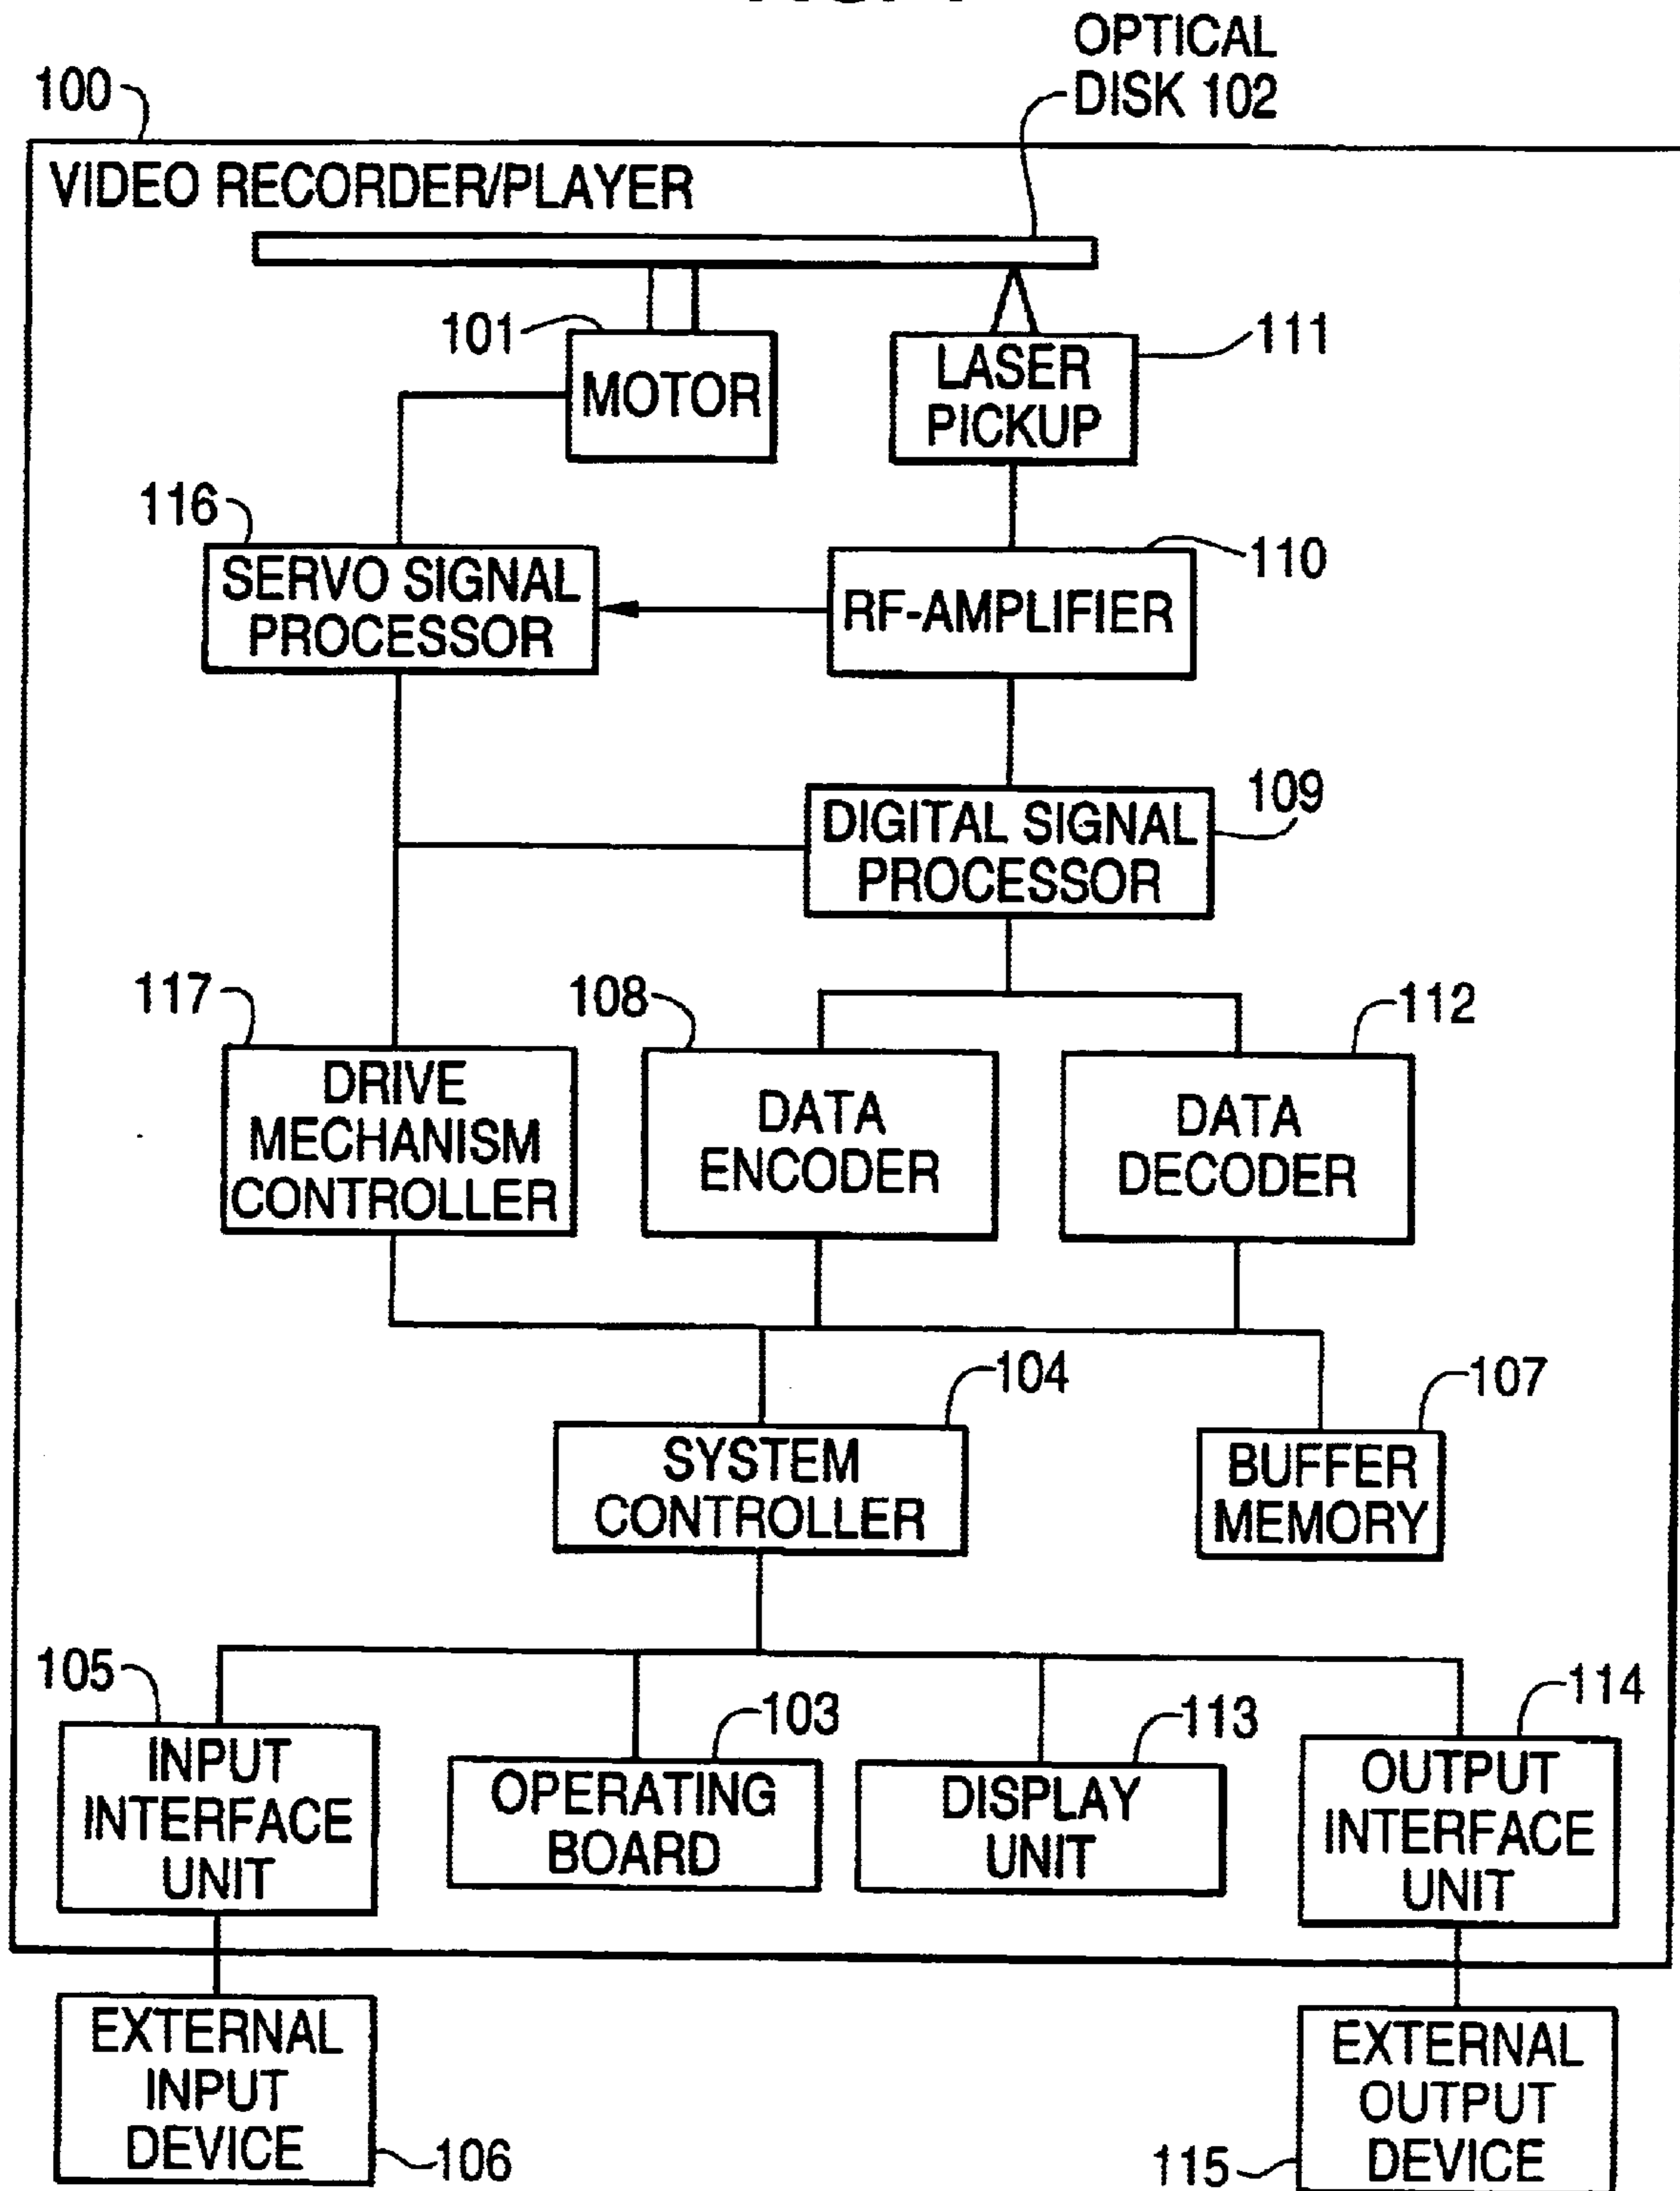 OPTICAL
DISK 102
100
VIDEO RECORDER/PLAYER
101
MOTOR
LASER
PICKUP
111
116
SERVO SIGNAL
PROCESSOR
RF-AMPLIFIER
110
DIGITAL SIGNAL
PROCESSOR
109
117
DRIVE
MECHANISM
CONTROLLER
108
DATA
ENCODER
112
DATA
DECODER
104
SYSTEM
CONTROLLER
107
BUFFER
MEMORY
105
INPUT
INTERFACE
UNIT
103
OPERATING
BOARD
113
DISPLAY
UNIT
114
OUTPUT
INTERFACE
UNIT
EXTERNAL
INPUT
DEVICE
106
EXTERNAL
OUTPUT
DEVICE
115